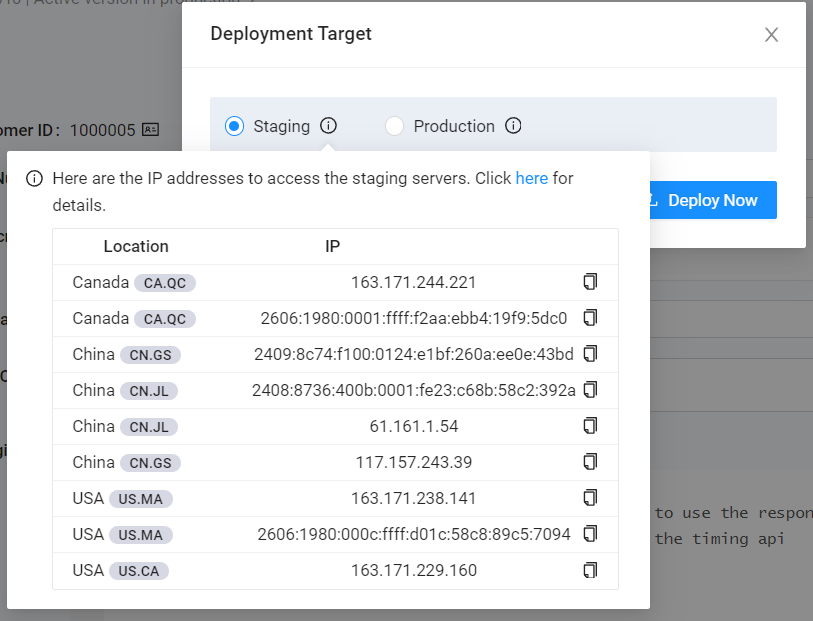 Active version in production
Deployment Target
omer ID: 1000005
Staging Production
Here are the IP addresses to access the staging servers. Click here for
details.
Deploy Now
Location IP
Canada CA.QC 163.171.244.221
Canada CA.QC 2606:1980:0001:ffff:f2aa:ebb4:19f9:5dc0
China CN.GS 2409:8c74:f100:0124:e1bf:260a:ee0e:43bd
China CN.JL 2408:8736:400b:0001:fe23:c68b:58c2:392a
China CN.JL 61.161.1.54
China CN.GS 117.157.243.39
USA US.MA 163.171.238.141
USA US.MA 2606:1980:000c:ffff:d01c:58c8:89c5:7094
USA US.CA 163.171.229.160
to use the respon
the timing api